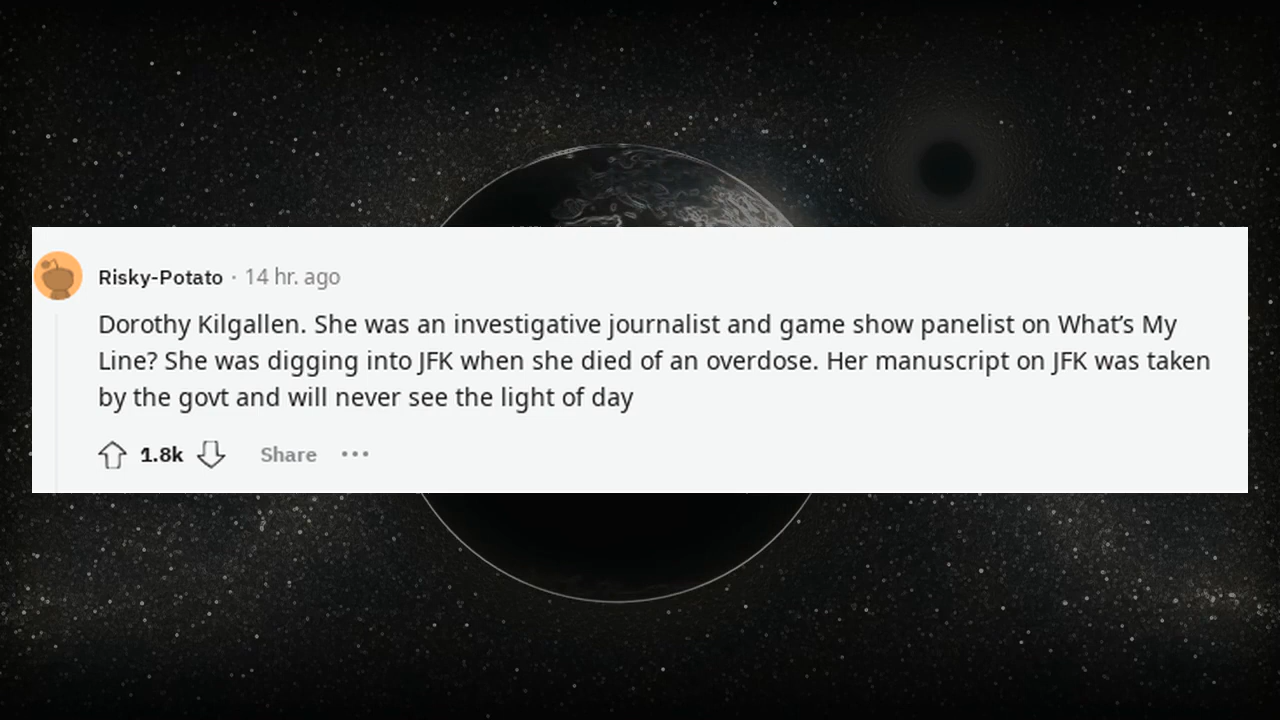 Risky-Potato · 14 hr. ago
Dorothy Kilgallen. She was an investigative journalist and game show panelist on What’s My
Line? She was digging into JFK when she died of an overdose. Her manuscript on JFK was taken
by the govt and will never see the light of day
1.8k Share ···